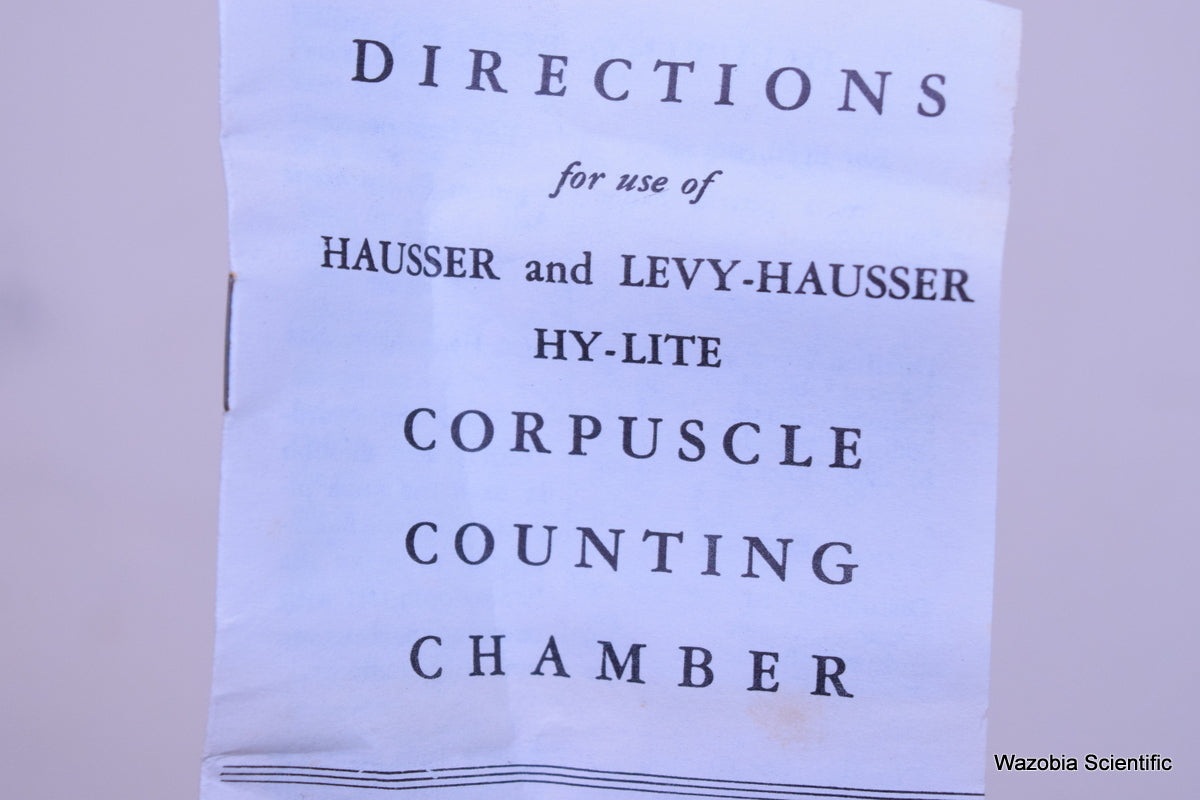 DIRECTIONS
for use of
HAUSSER and LEVY-HAUSSER
HY-LITE
CORPUSCLE
COUNTING
CHAMBER
Wazobia Scientific